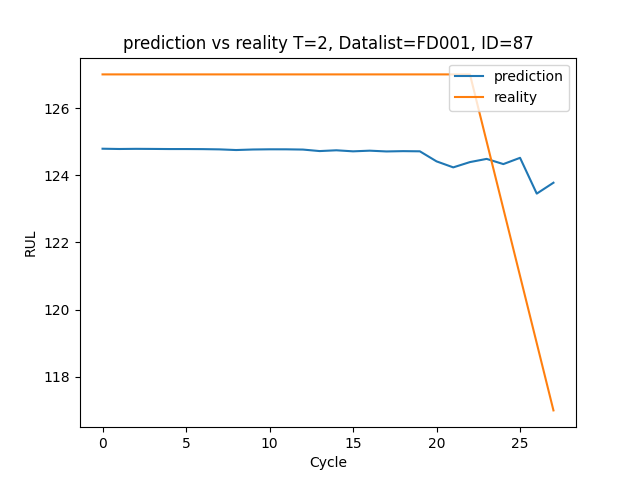 prediction vs reality T=2, Datalist=FD001, ID=87
prediction
reality
126
124
122
120
118
RUL
0 5 10 15 20 25
Cycle